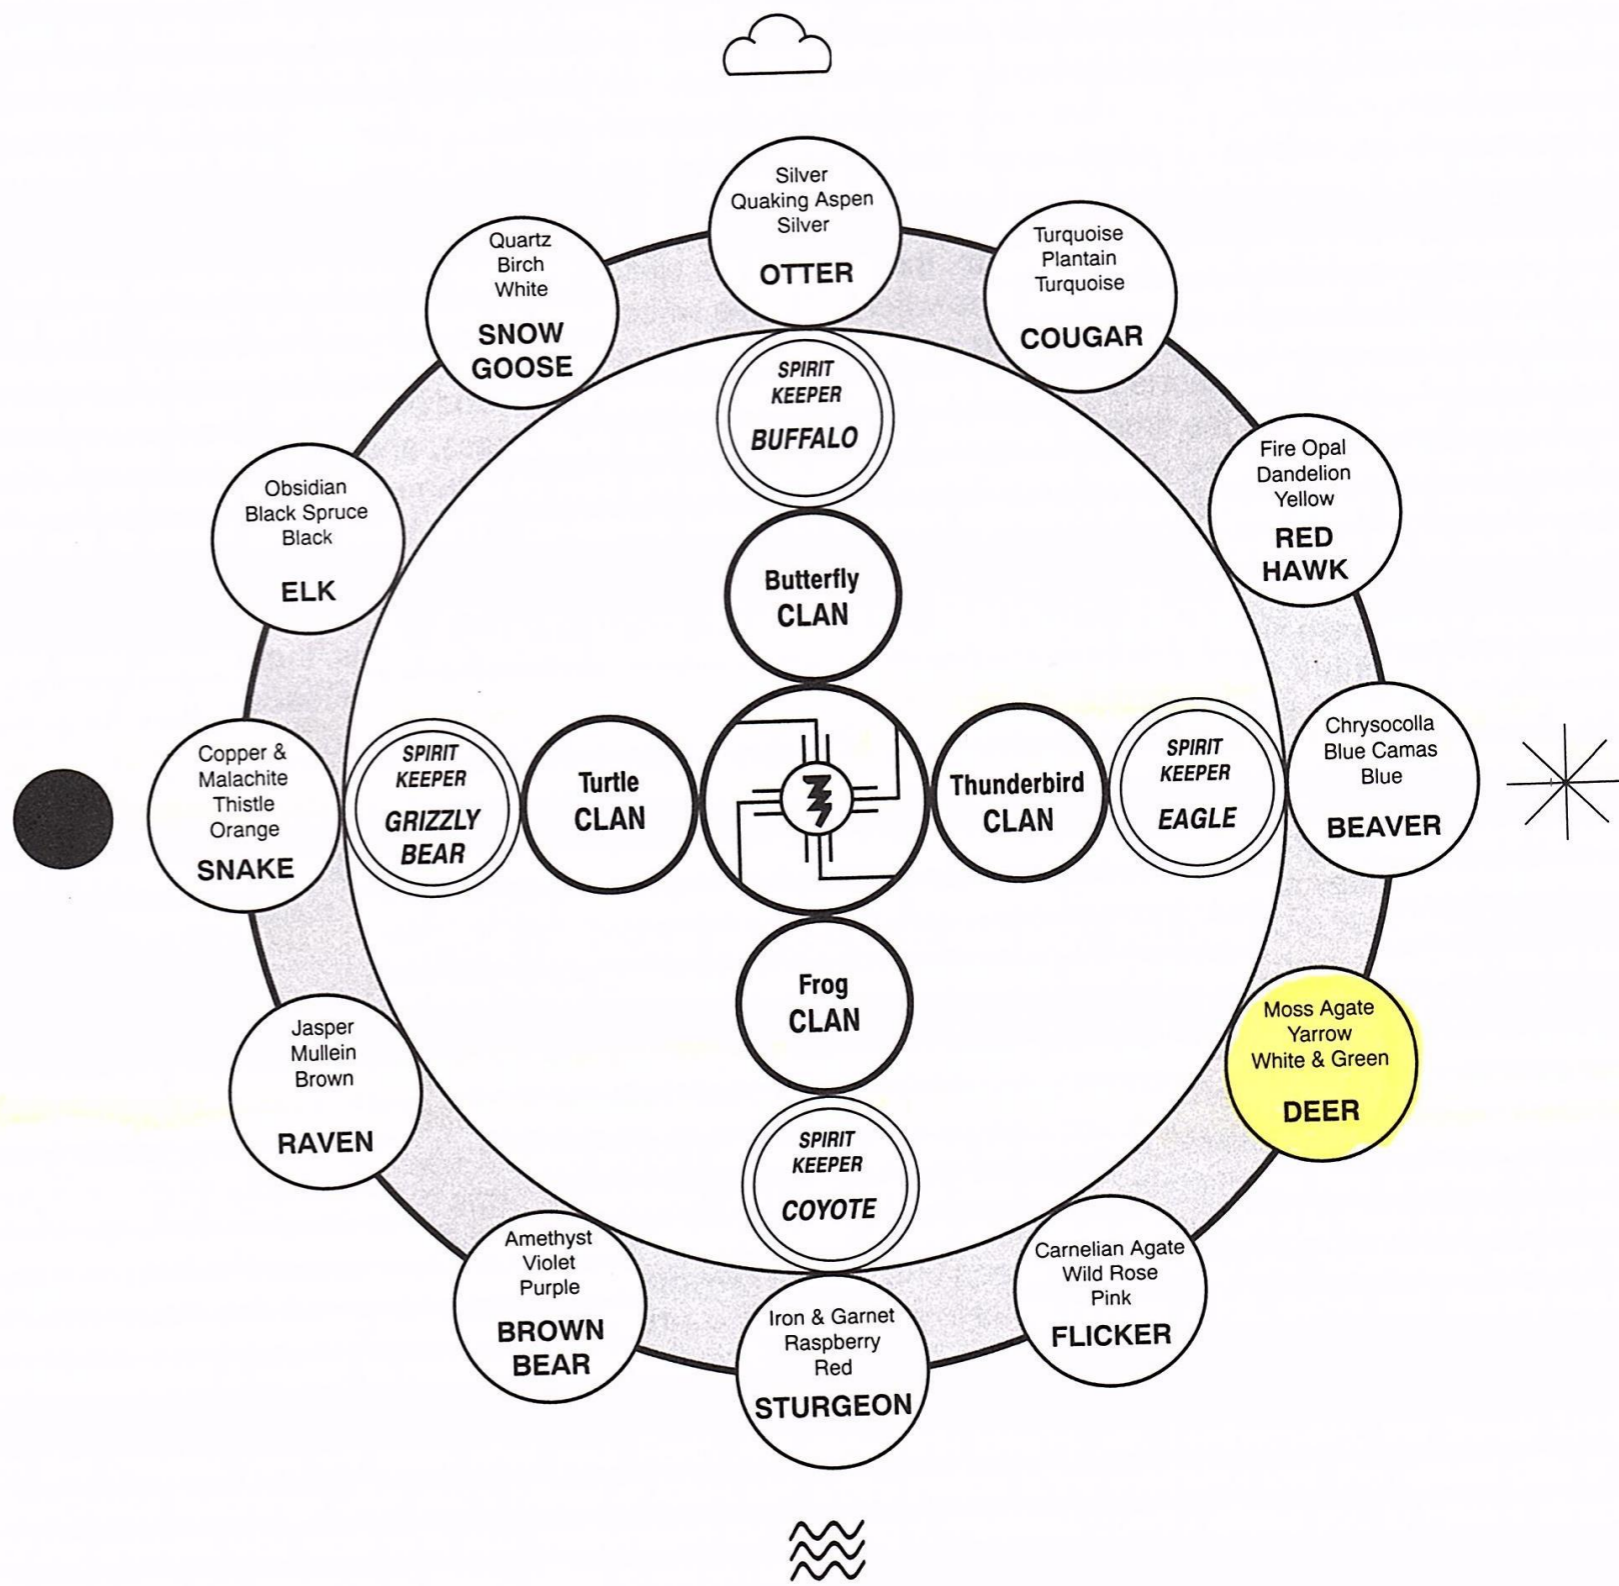 Silver
Quaking Aspen
Silver
OTTER
Turquoise
Plantain
Turquoise
COUGAR
Quartz
Birch
White
SNOW
GOOSE
SPIRIT
KEEPER
BUFFALO
Fire Opal
Dandelion
Yellow
RED
HAWK
Obsidian
Black Spruce
Black
ELK
Butterfly
CLAN
Copper &
Malachite
Thistle
Orange
SNAKE
SPIRIT
KEEPER
GRIZZLY
BEAR
Turtle
CLAN
Thunderbird
CLAN
SPIRIT
KEEPER
EAGLE
Chrysocolla
Blue Camas
Blue
BEAVER
Frog
CLAN
Jasper
Mullein
Brown
RAVEN
Moss Agate
Yarrow
White & Green
DEER
SPIRIT
KEEPER
COYOTE
Amethyst
Violet
Purple
BROWN
BEAR
Iron & Garnet
Raspberry
Red
STURGEON
Carnelian Agate
Wild Rose
Pink
FLICKER